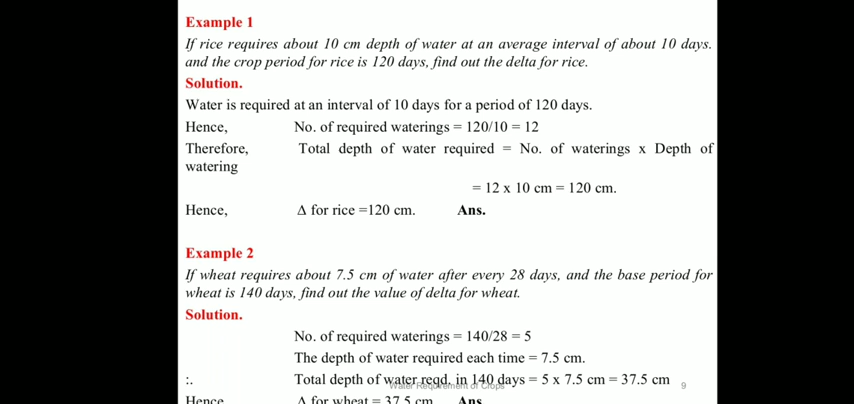 Example 1
If rice requires about 10 cm depth of water at an average interval of about 10 days.
and the crop period for rice is 120 days, find out the delta for rice.
Solution.
Water is required at an interval of 10 days for a period of 120 days.
Hence, No. of required waterings = 120/10 = 12
Therefore, Total depth of water required = No. of waterings x Depth of
watering
= 12 x 10 cm = 120 cm.
Hence, Δ for rice =120 cm. Ans.
Example 2
If wheat requires about 7.5 cm of water after every 28 days, and the base period for
wheat is 140 days, find out the value of delta for wheat.
Solution.
No. of required waterings = 140/28 = 5
The depth of water required each time = 7.5 cm.
:. Total depth of water reqd. in 140 days = 5 x 7.5 cm = 37.5 cm
Water Requirement of Crops 9
Hence Δ for wheat = 37.5 cm Ans